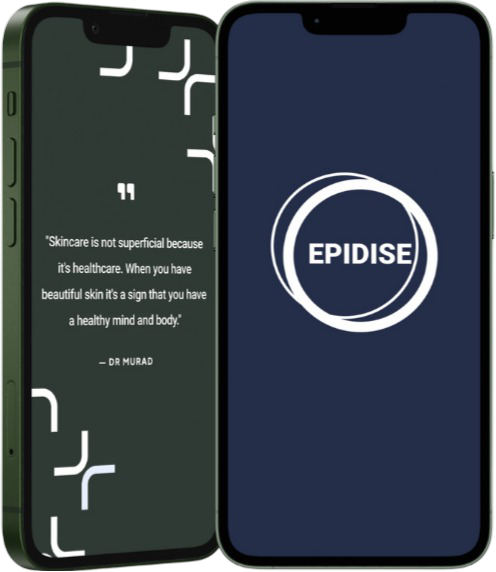 "Skincare is not superficial because
it's healthcare. When you have
beautiful skin it's a sign that you have
a healthy mind and body."
— DR MURAD
EPIDISE